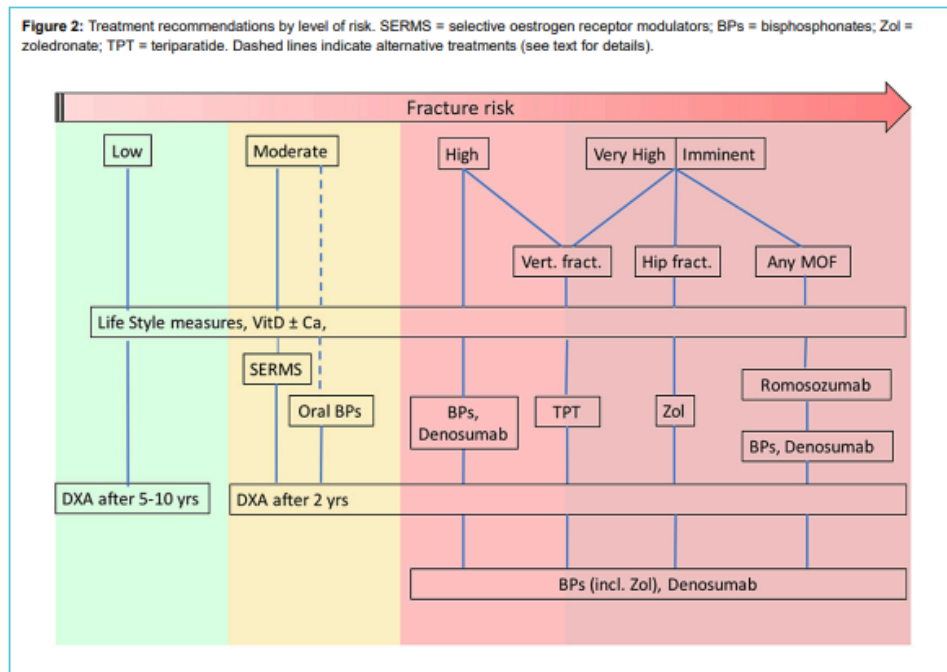 Figure 2: Treatment recommendations by level of risk. SERMS = selective oestrogen receptor modulators; BPs = bisphosphonates; Zol =
zoledronate; TPT = teriparatide. Dashed lines indicate alternative treatments (see text for details).
Fracture risk
Low
Moderate
High
Very High
Imminent
Vert. fract.
Hip fract.
Any MOF
Life Style measures, VitD ± Ca,
SERMS
Romosozumab
Oral BPs
BPs,
Denosumab
TPT
Zol
BPs, Denosumab
DXA after 5-10 yrs
DXA after 2 yrs
BPs (incl. Zol), Denosumab